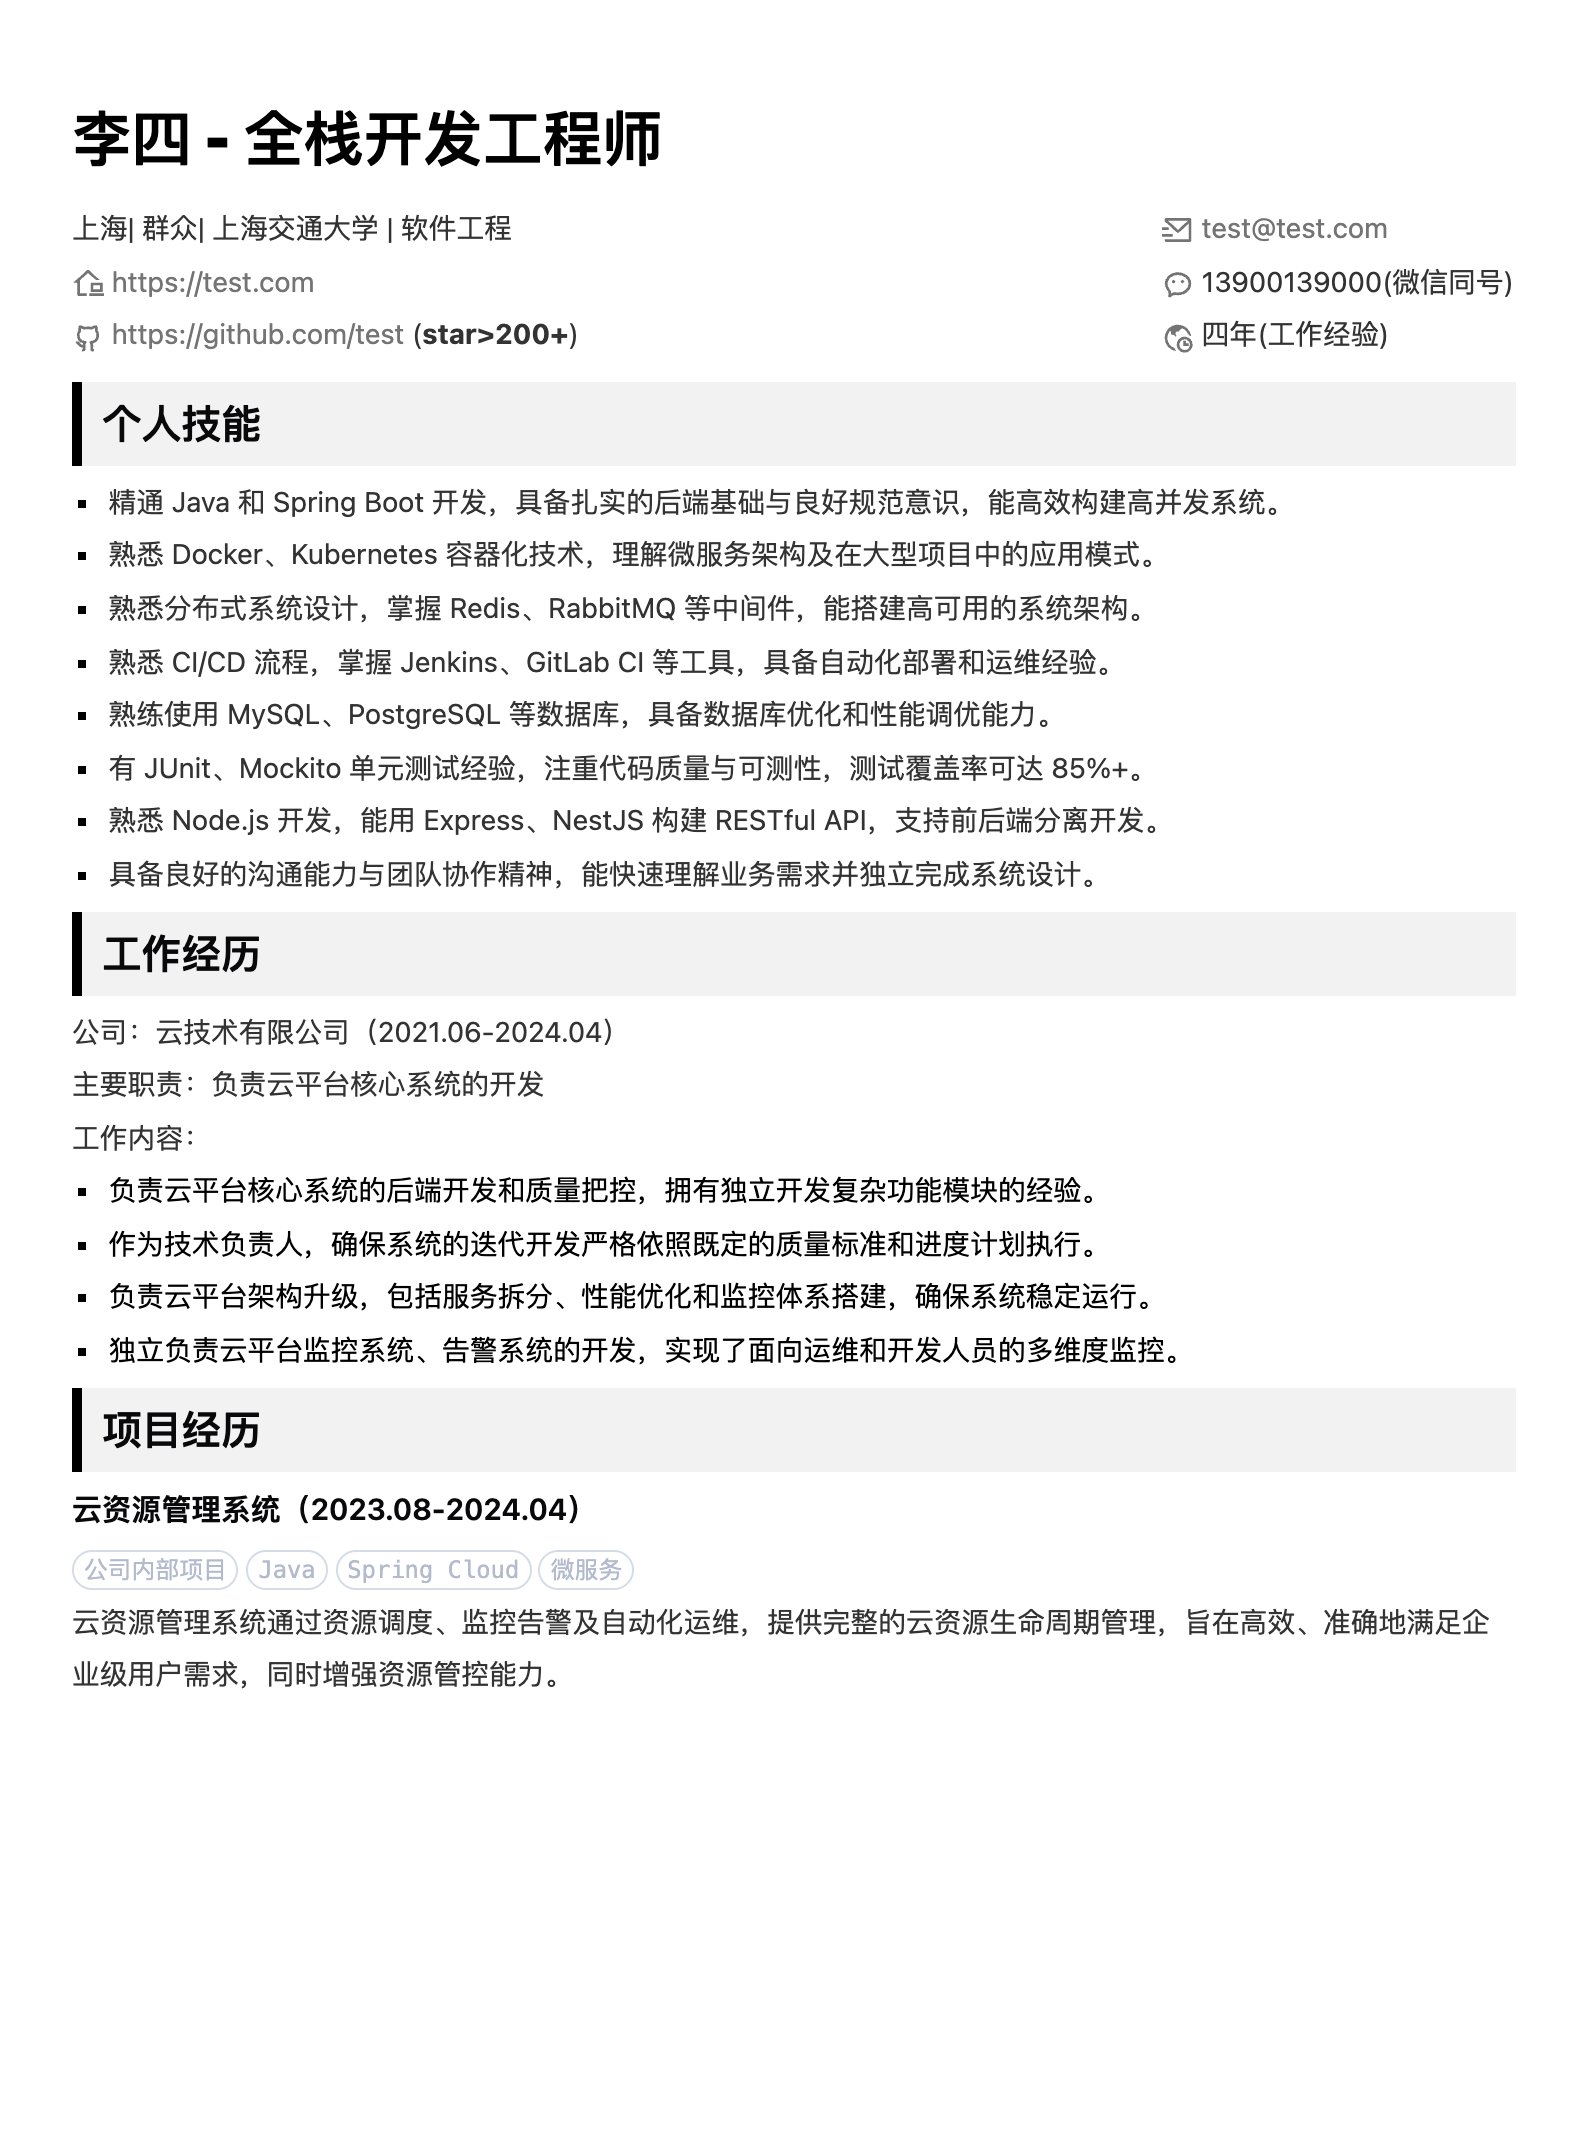 李四 - 全栈开发工程师
上海| 群众| 上海交通大学 | 软件工程
test@test.com
https://test.com
13900139000(微信同号)
https://github.com/test (star>200+)
四年(工作经验)
个人技能
▪ 精通 Java 和 Spring Boot 开发，具备扎实的后端基础与良好规范意识，能高效构建高并发系统。
▪ 熟悉 Docker、Kubernetes 容器化技术，理解微服务架构及在大型项目中的应用模式。
▪ 熟悉分布式系统设计，掌握 Redis、RabbitMQ 等中间件，能搭建高可用的系统架构。
▪ 熟悉 CI/CD 流程，掌握 Jenkins、GitLab CI 等工具，具备自动化部署和运维经验。
▪ 熟练使用 MySQL、PostgreSQL 等数据库，具备数据库优化和性能调优能力。
▪ 有 JUnit、Mockito 单元测试经验，注重代码质量与可测性，测试覆盖率可达 85%+。
▪ 熟悉 Node.js 开发，能用 Express、NestJS 构建 RESTful API，支持前后端分离开发。
▪ 具备良好的沟通能力与团队协作精神，能快速理解业务需求并独立完成系统设计。
工作经历
公司：云技术有限公司（2021.06-2024.04）
主要职责：负责云平台核心系统的开发
工作内容：
▪ 负责云平台核心系统的后端开发和质量把控，拥有独立开发复杂功能模块的经验。
▪ 作为技术负责人，确保系统的迭代开发严格依照既定的质量标准和进度计划执行。
▪ 负责云平台架构升级，包括服务拆分、性能优化和监控体系搭建，确保系统稳定运行。
▪ 独立负责云平台监控系统、告警系统的开发，实现了面向运维和开发人员的多维度监控。
项目经历
云资源管理系统（2023.08-2024.04）
公司内部项目 Java Spring Cloud 微服务
云资源管理系统通过资源调度、监控告警及自动化运维，提供完整的云资源生命周期管理，旨在高效、准确地满足企
业级用户需求，同时增强资源管控能力。